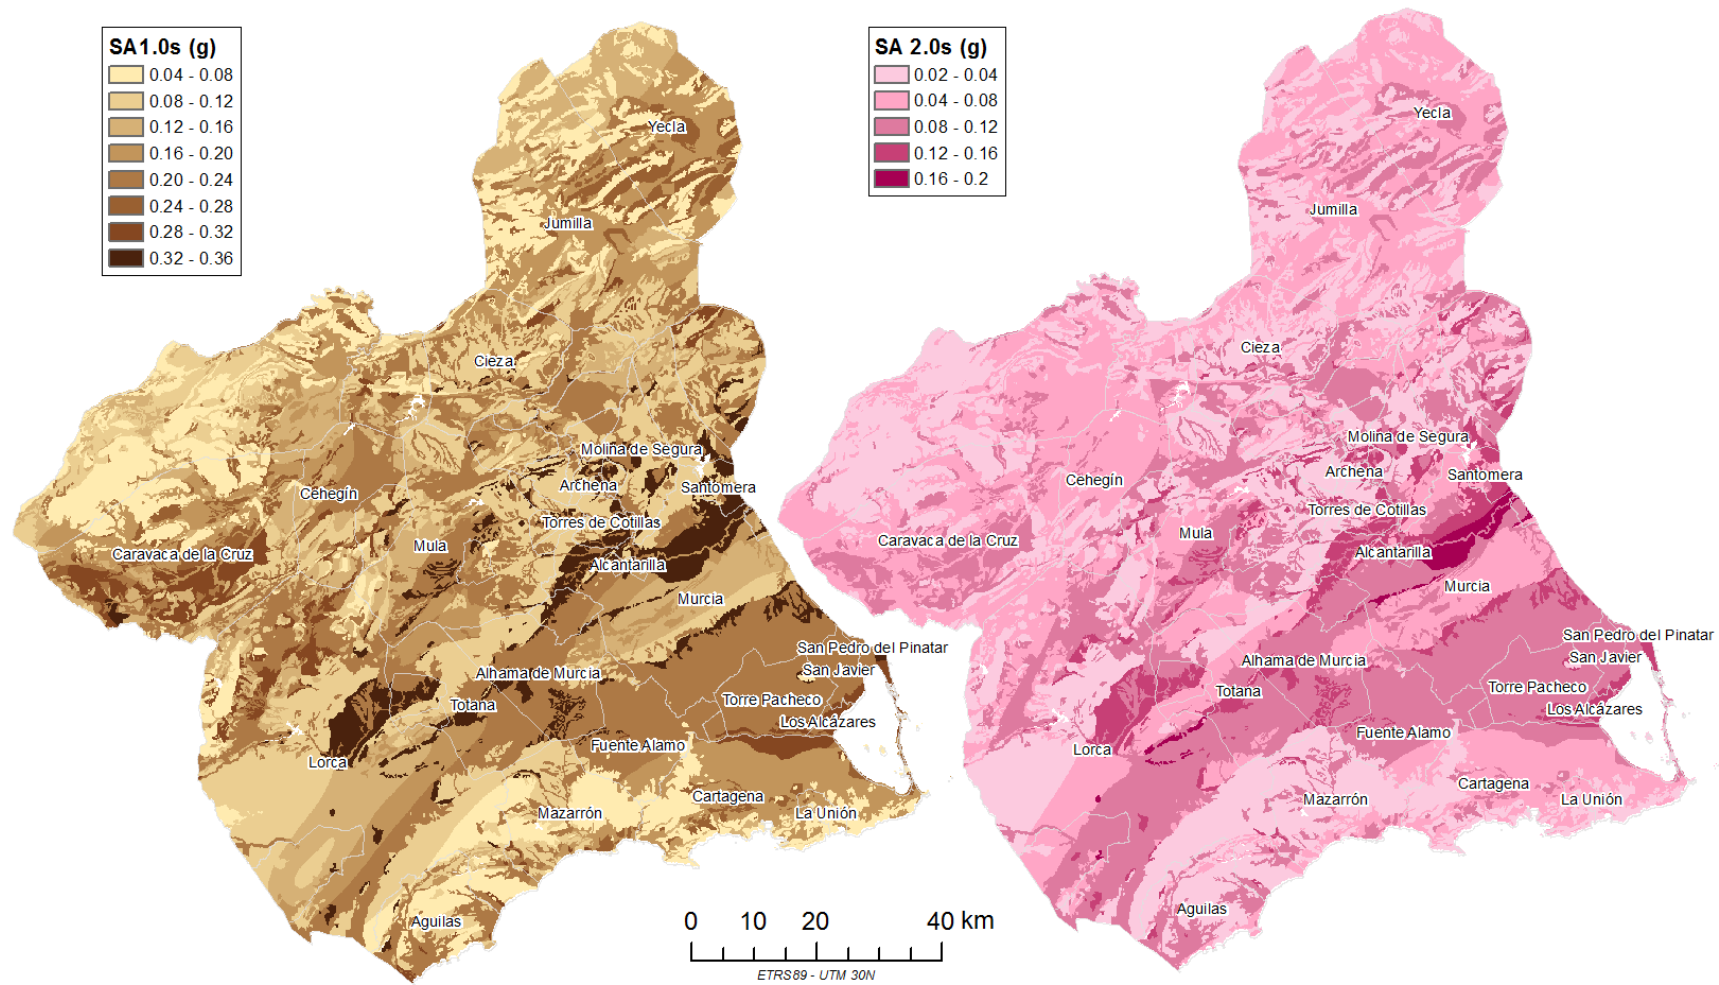 SA1.0s (g)
0.04 - 0.08
0.08 - 0.12
0.12 - 0.16
0.16 - 0.20
0.20 - 0.24
0.24 - 0.28
0.28 - 0.32
0.32 - 0.36
Yecla
Jumilla
Cieza
Molina de Segura
Archena
Santomera
Cehegín
Torres de Cotillas
Mula
Caravaca de la Cruz
Alcantarilla
Murcia
San Pedro del Pinatar
San Javier
Alhama de Murcia
Torre Pacheco
Totana
Los Alcázares
Fuente Alamo
Lorca
Cartagena
Mazarrón
La Unión
Aguilas
SA 2.0s (g)
0.02 - 0.04
0.04 - 0.08
0.08 - 0.12
0.12 - 0.16
0.16 - 0.2
Yecla
Jumilla
Cieza
Molina de Segura
Archena
Santomera
Cehegín
Torres de Cotillas
Mula
Caravaca de la Cruz
Alcantarilla
Murcia
San Pedro del Pinatar
San Javier
Alhama de Murcia
Torre Pacheco
Totana
Los Alcázares
Fuente Alamo
Lorca
Cartagena
Mazarrón
La Unión
Aguilas
0 10 20 40 km
ETRS89 - UTM 30N